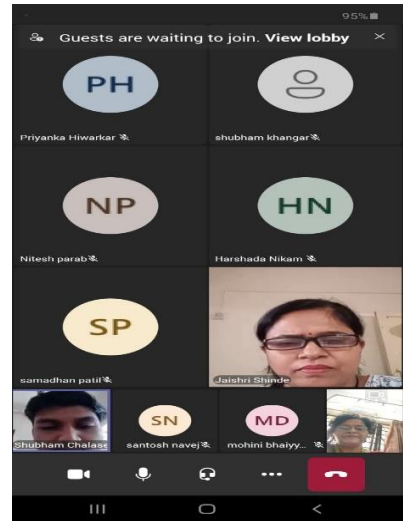 95%
Guests are waiting to join. View lobby
PH
Priyanka Hiwarkar
shubham khangar
NP
HN
Nitesh parab
Harshada Nikam
SP
samadhan patil
Jaishri Shinde
SN
MD
Shubham Chalase
santosh navej
mohini bhaiyy...